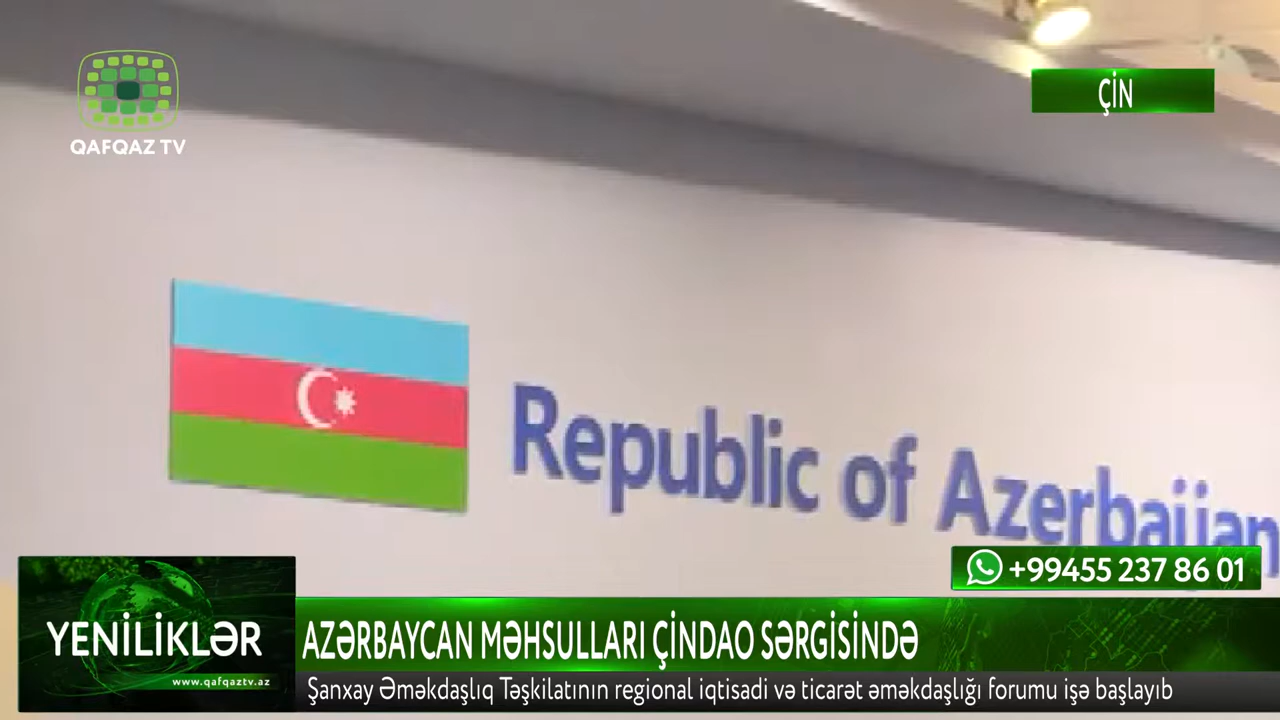 QAFQAZ TV
ÇİN
Republic of Azerbaijan
+99455 237 86 01
YENİLİKLƏR
www.qafqaztv.az
AZƏRBAYCAN MƏHSULLARI ÇİNDAO SƏRGİSİNDƏ
Şanxay Əməkdaşlıq Təşkilatının regional iqtisadi və ticarət əməkdaşlığı forumu işə başlayıb